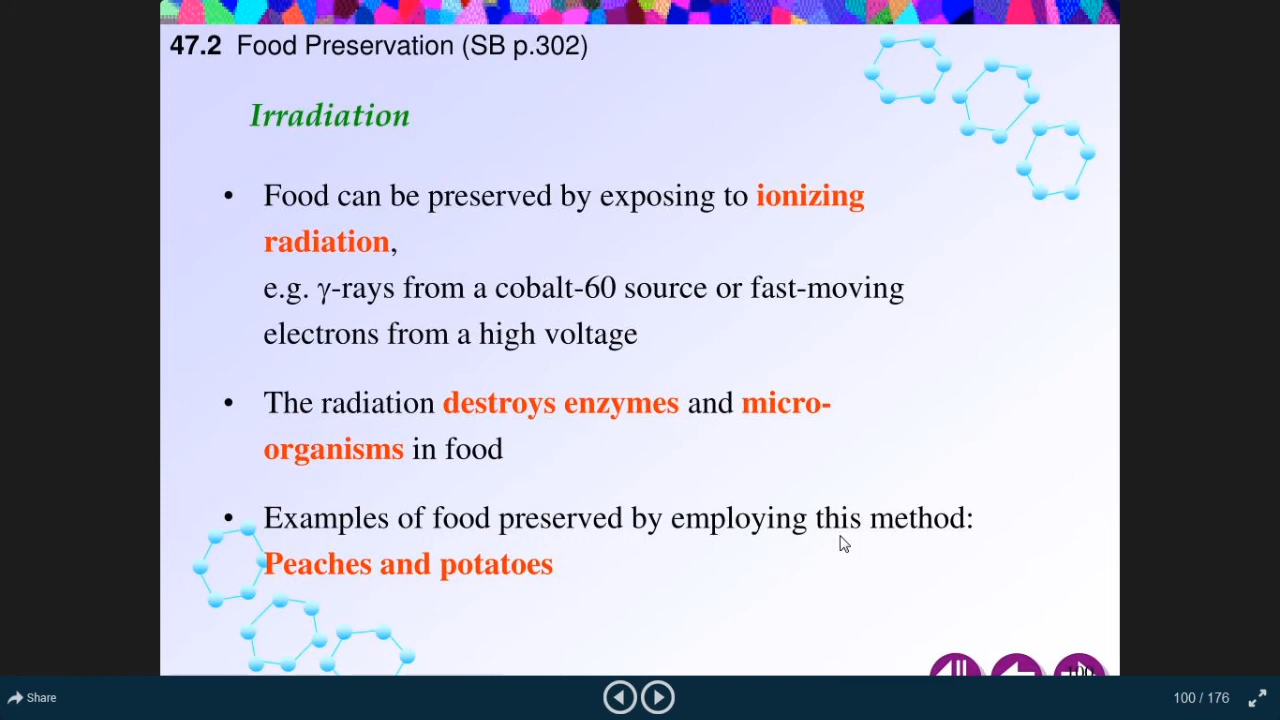 47.2 Food Preservation (SB p.302)
Irradiation
• Food can be preserved by exposing to ionizing
radiation,
e.g. γ-rays from a cobalt-60 source or fast-moving
electrons from a high voltage
• The radiation destroys enzymes and micro-
organisms in food
• Examples of food preserved by employing this method:
Peaches and potatoes
Share
100 / 176